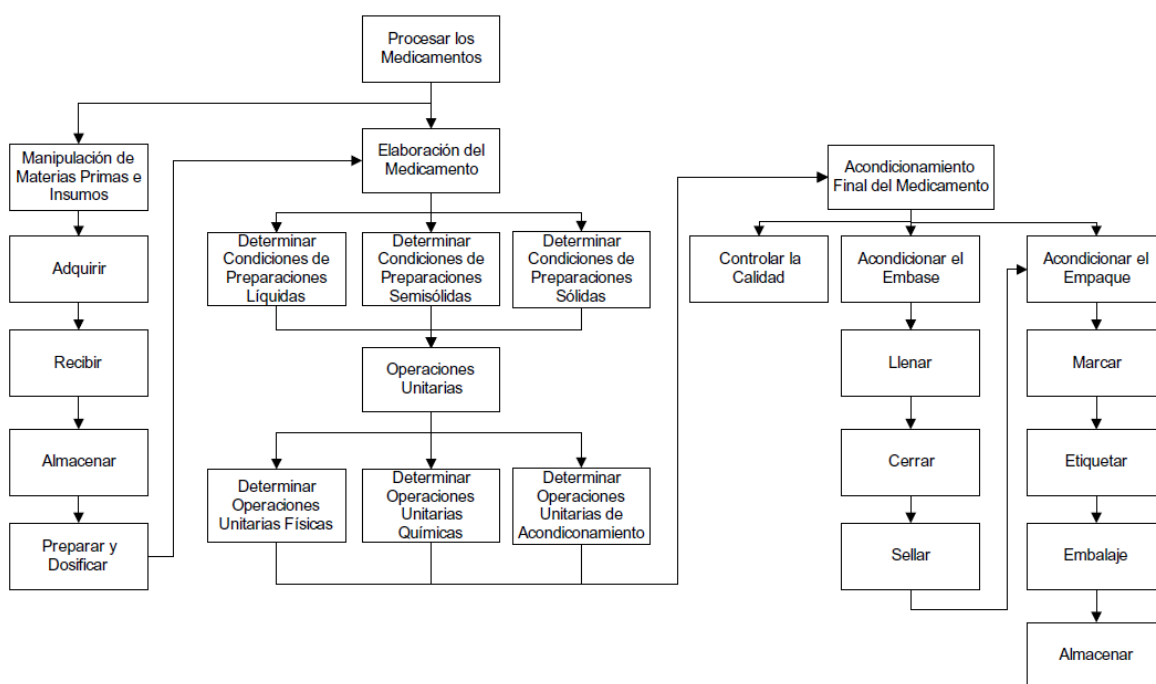 Procesar los
Medicamentos
Manipulación de
Materias Primas e
Insumos
Adquirir
Recibir
Almacenar
Preparar y
Dosificar
Elaboración del
Medicamento
Determinar
Condiciones de
Preparaciones
Líquidas
Determinar
Condiciones de
Preparaciones
Semisólidas
Determinar
Condiciones de
Preparaciones
Sólidas
Operaciones
Unitarias
Determinar
Operaciones
Unitarias Físicas
Determinar
Operaciones
Unitarias
Químicas
Determinar
Operaciones
Unitarias de
Acondiconamiento
Acondicionamiento
Final del Medicamento
Controlar la
Calidad
Acondicionar el
Embase
Llenar
Cerrar
Sellar
Acondicionar el
Empaque
Marcar
Etiquetar
Embalaje
Almacenar